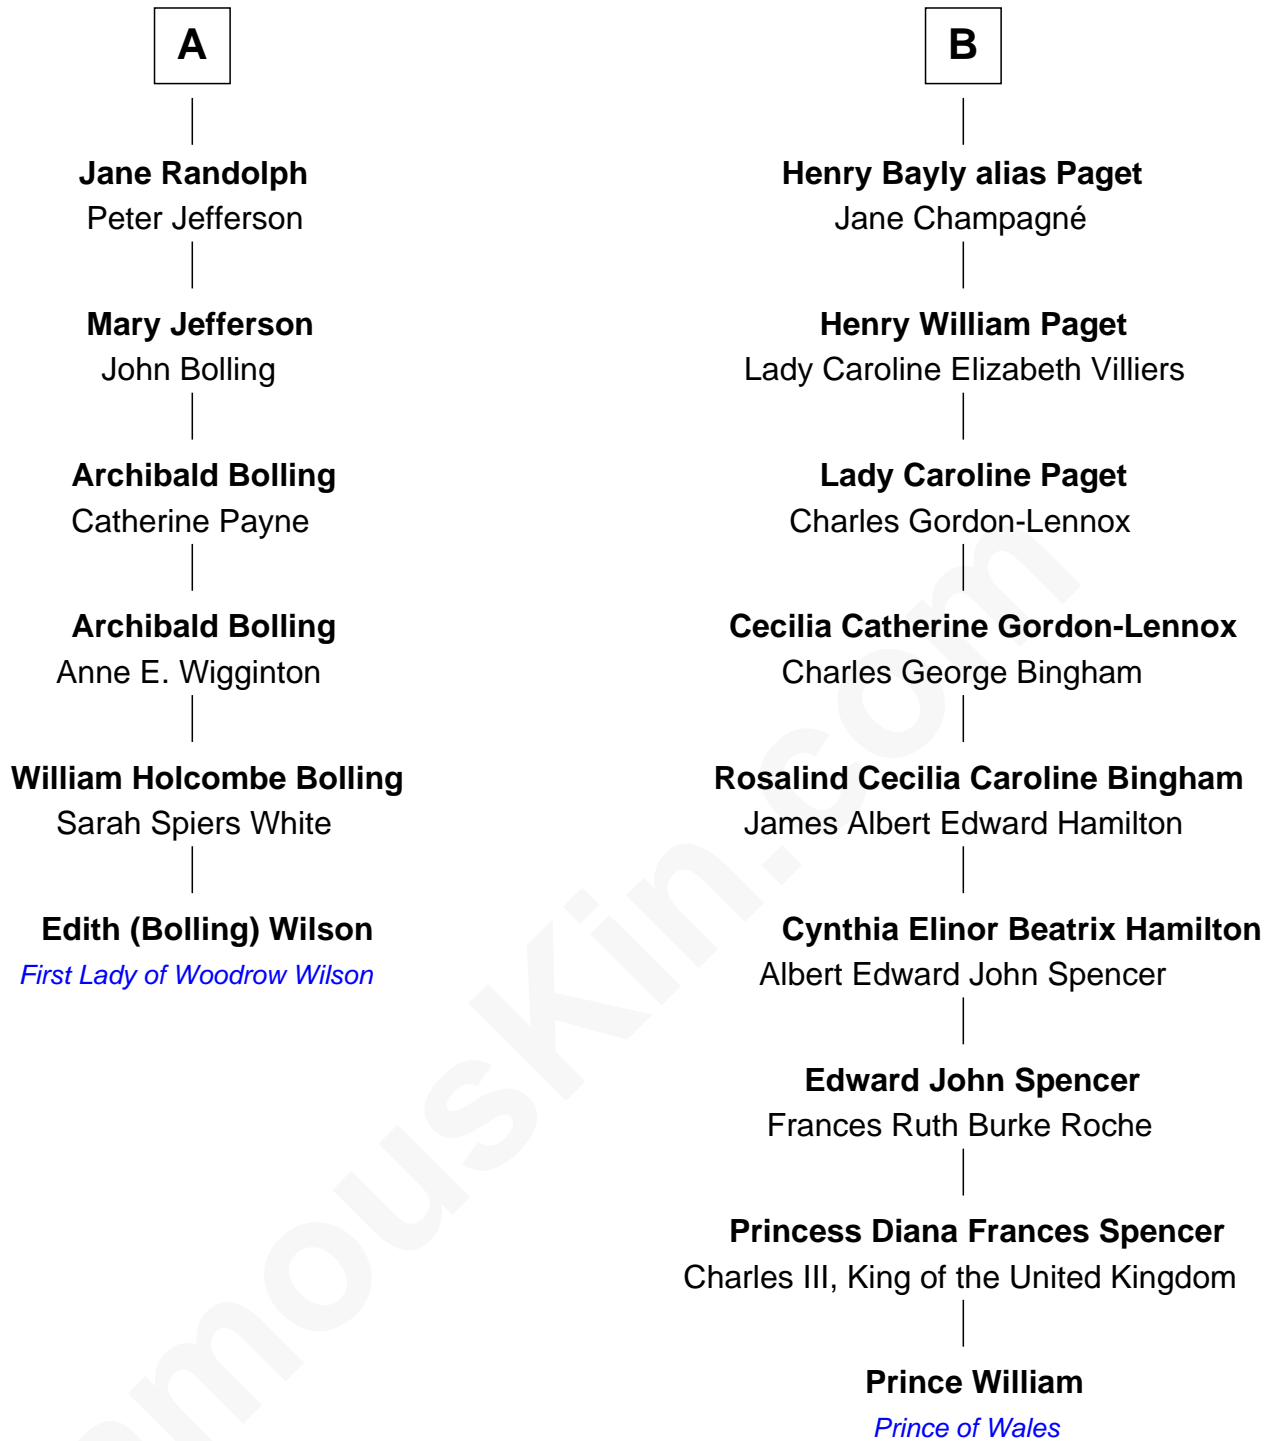 A
Jane Randolph
Peter Jefferson
Mary Jefferson
John Bolling
Archibald Bolling
Catherine Payne
Archibald Bolling
Anne E. Wigginton
William Holcombe Bolling
Sarah Spiers White
Edith (Bolling) Wilson
First Lady of Woodrow Wilson
B
Henry Bayly alias Paget
Jane Champagné
Henry William Paget
Lady Caroline Elizabeth Villiers
Lady Caroline Paget
Charles Gordon-Lennox
Cecilia Catherine Gordon-Lennox
Charles George Bingham
Rosalind Cecilia Caroline Bingham
James Albert Edward Hamilton
Cynthia Elinor Beatrix Hamilton
Albert Edward John Spencer
Edward John Spencer
Frances Ruth Burke Roche
Princess Diana Frances Spencer
Charles III, King of the United Kingdom
Prince William
Prince of Wales
mousKin.com